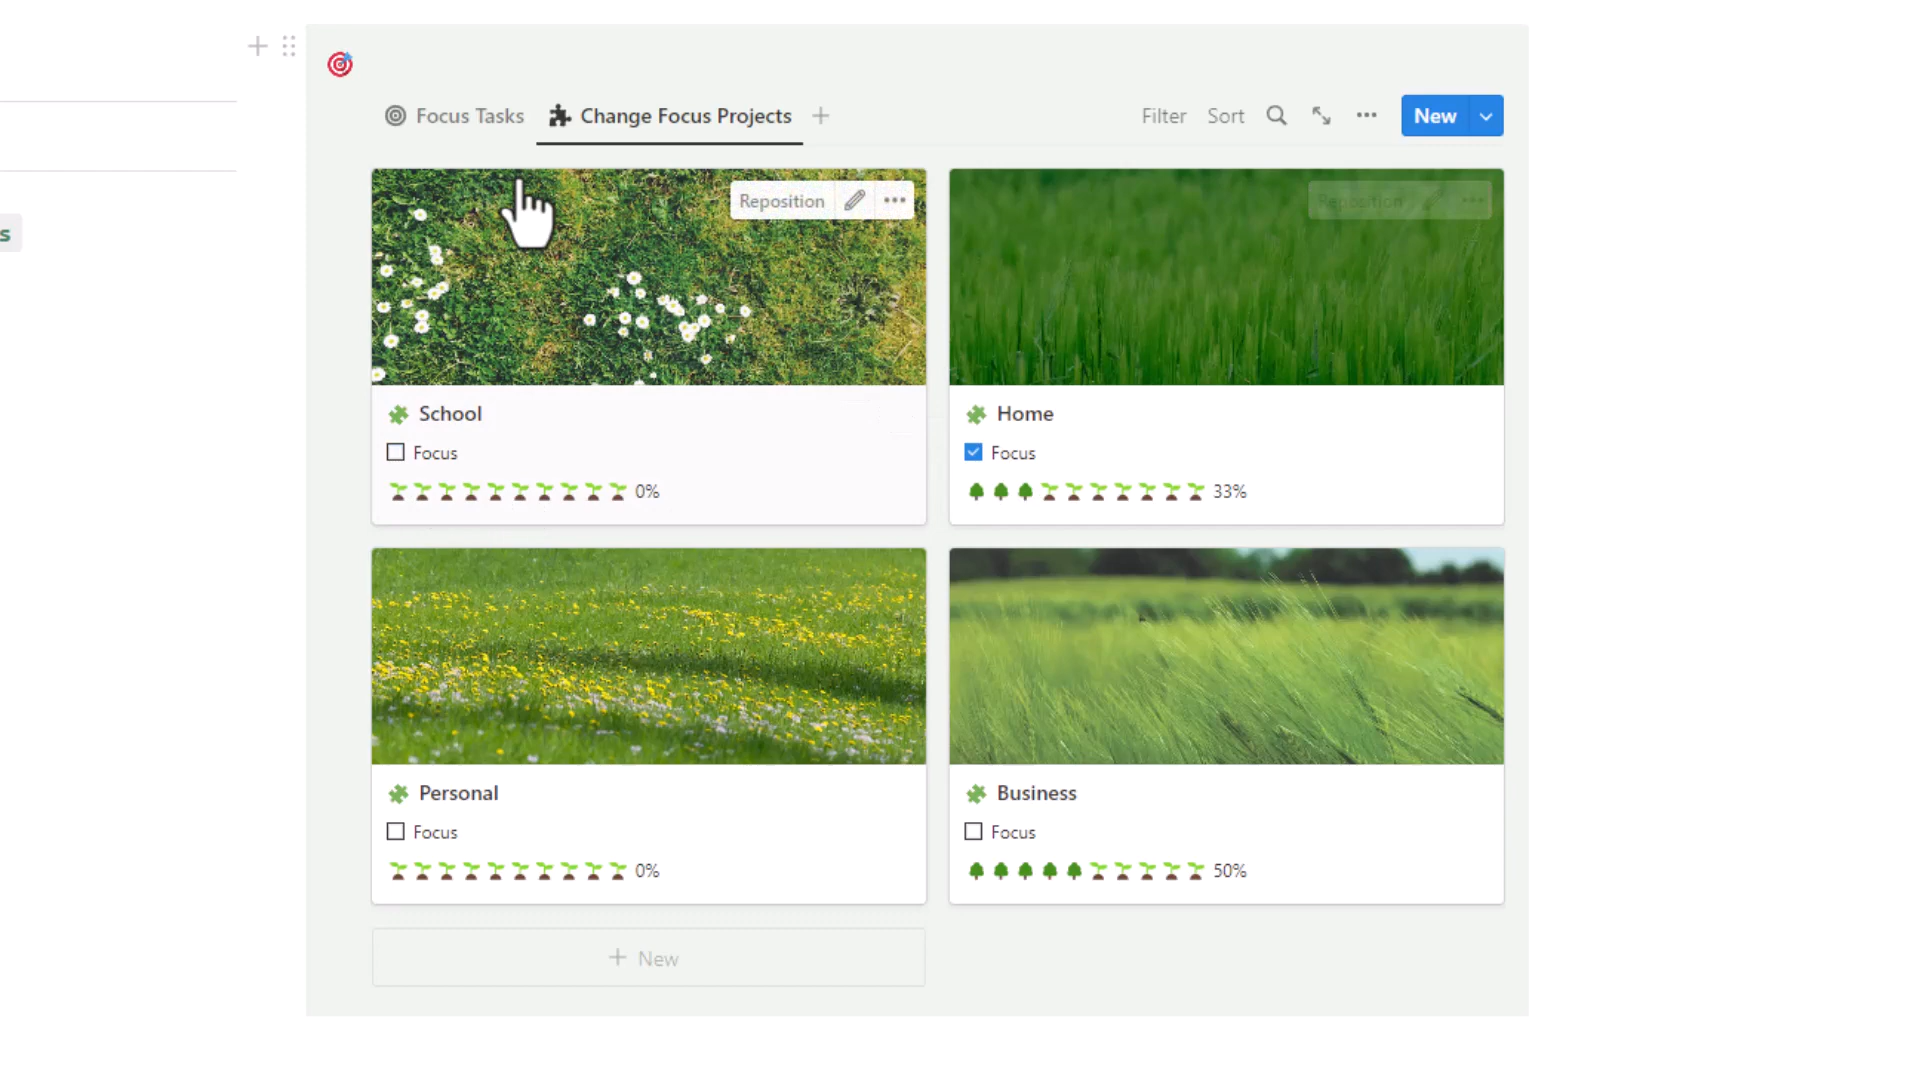 Focus Tasks Change Focus Projects Filter Sort New
Reposition
Reposition
School
Focus
0%
Home
Focus
33%
s
Personal
Focus
0%
Business
Focus
50%
New